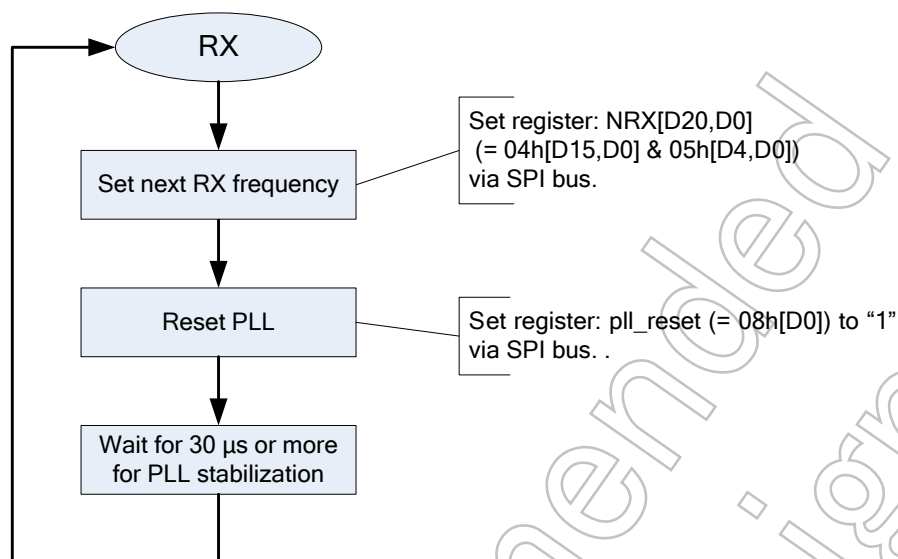 RX
Set next RX frequency
Set register: NRX[D20,D0]
(= 04h[D15,D0] & 05h[D4,D0])
via SPI bus.
Reset PLL
Set register: pll_reset (= 08h[D0]) to “1”
via SPI bus. .
Wait for 30 µs or more
for PLL stabilization